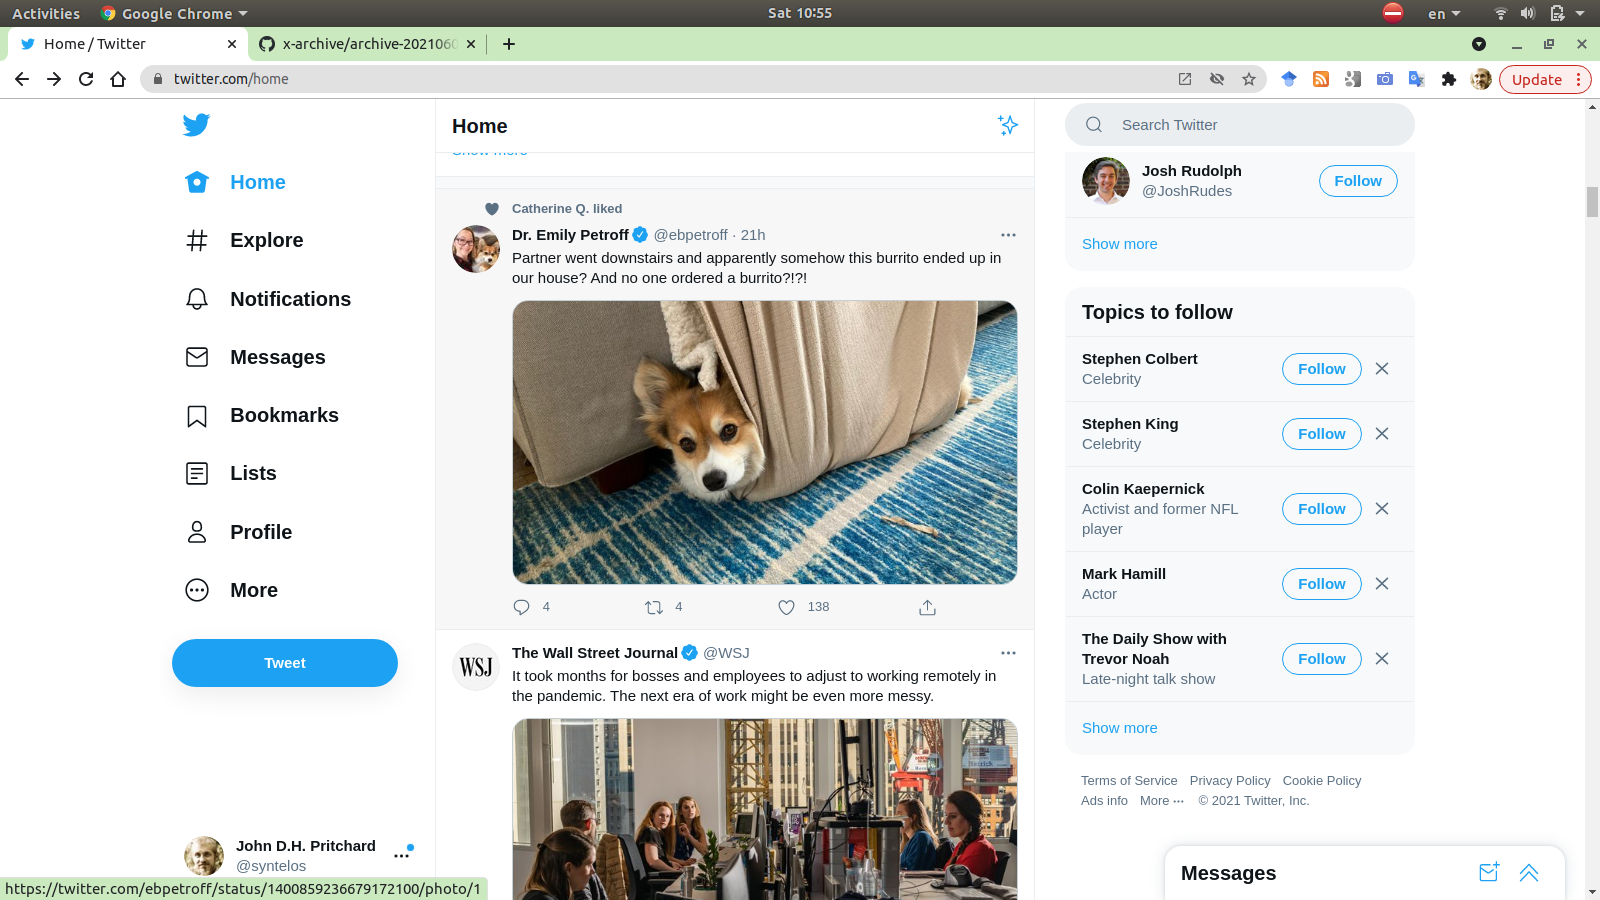 Activities
Google Chrome
Sat 10:55
en
Home / Twitter
x-archive/archive-2021060
twitter.com/home
Update
Home
Explore
Notifications
Messages
Bookmarks
Lists
Profile
More
Tweet
John D.H. Pritchard
@syntelos
https://twitter.com/ebpetroff/status/1400859236679172100/photo/1
Home
Show more
Catherine Q. liked
Dr. Emily Petroff @ebpetroff · 21h
Partner went downstairs and apparently somehow this burrito ended up in
our house? And no one ordered a burrito?!?!
4
4
138
WSJ
The Wall Street Journal @WSJ
It took months for bosses and employees to adjust to working remotely in
the pandemic. The next era of work might be even more messy.
Search Twitter
Josh Rudolph
@JoshRudes
Follow
Show more
Topics to follow
Stephen Colbert
Celebrity
Follow
Stephen King
Celebrity
Follow
Colin Kaepernick
Activist and former NFL
player
Follow
Mark Hamill
Actor
Follow
The Daily Show with
Trevor Noah
Late-night talk show
Follow
Show more
Terms of Service Privacy Policy Cookie Policy
Ads info More ··· © 2021 Twitter, Inc.
Messages